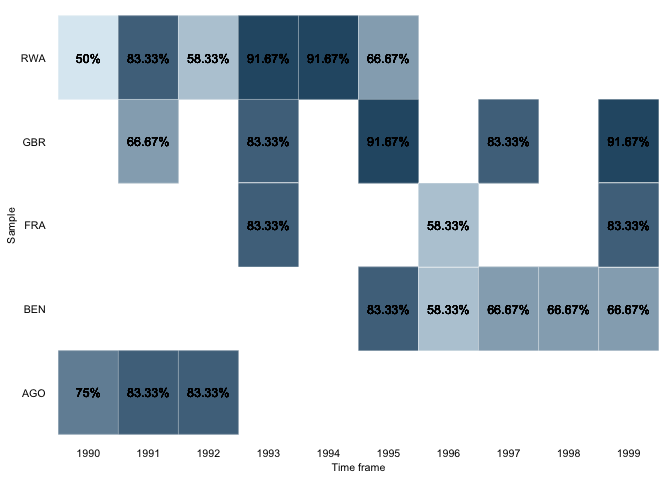 RWA 50% 83.33% 58.33% 91.67% 91.67% 66.67%
GBR 66.67% 83.33% 91.67% 83.33% 91.67%
Sample
FRA 83.33% 58.33% 83.33%
BEN 83.33% 58.33% 66.67% 66.67% 66.67%
AGO 75% 83.33% 83.33%
1990 1991 1992 1993 1994 1995 1996 1997 1998 1999
Time frame